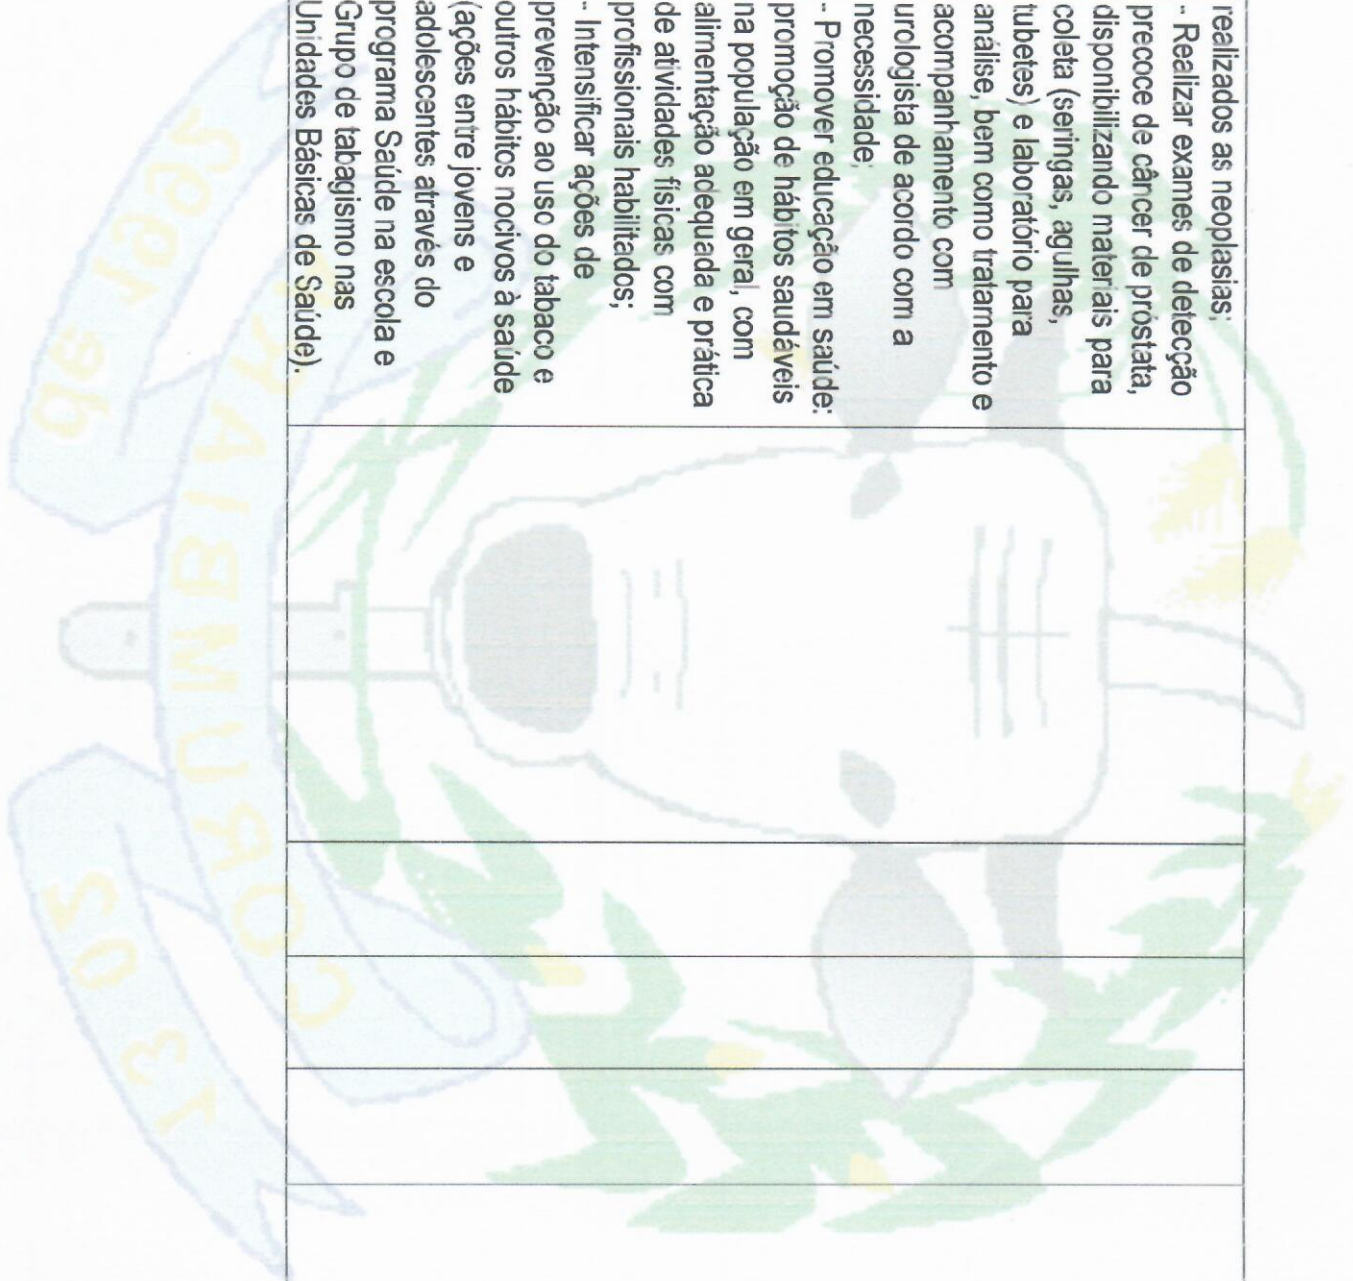 realizados as neoplasias;
- Realizar exames de detecção
precoce de câncer de próstata,
disponibilizando materiais para
coleta (seringas, agulhas,
tubetes) e laboratório para
análise, bem como tratamento e
acompanhamento com
urologista de acordo com a
necessidade;
- Promover educação em saúde:
promoção de hábitos saudáveis
na população em geral, com
alimentação adequada e prática
de atividades físicas com
profissionais habilitados;
- Intensificar ações de
prevenção ao uso do tabaco e
outros hábitos nocivos à saúde
(ações entre jovens e
adolescentes através do
programa Saúde na escola e
Grupo de tabagismo nas
Unidades Básicas de Saúde).
CORUMBIARA
13 02 de 1992